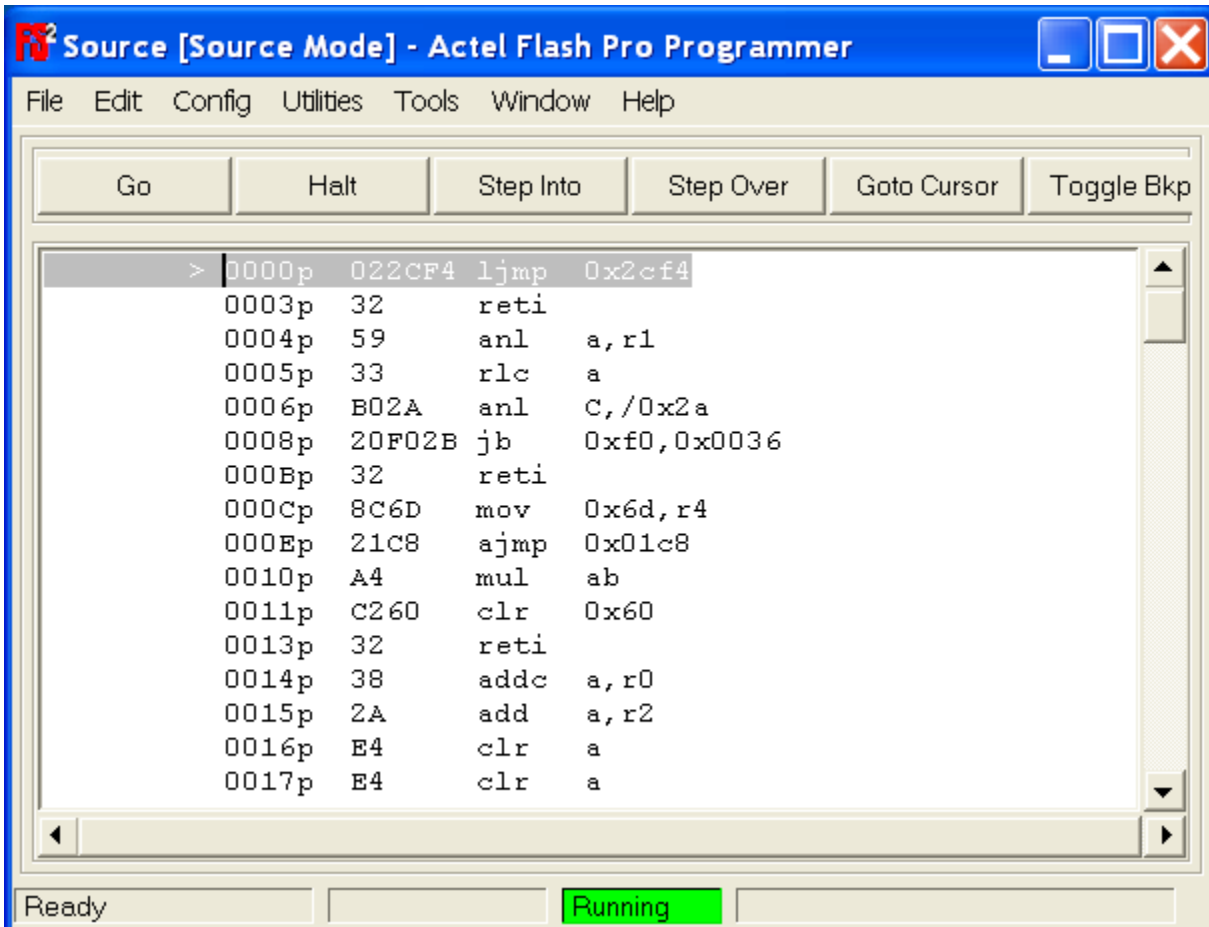 FS2 Source [Source Mode] - Actel Flash Pro Programmer
File Edit Config Utilities Tools Window Help
Go Halt Step Into Step Over Goto Cursor Toggle Bkp
> 0000p 022CF4 ljmp 0x2cf4
0003p 32 reti
0004p 59 anl a,r1
0005p 33 rlc a
0006p B02A anl C,/0x2a
0008p 20F02B jb 0xf0,0x0036
000Bp 32 reti
000Cp 8C6D mov 0x6d,r4
000Ep 21C8 ajmp 0x01c8
0010p A4 mul ab
0011p C260 clr 0x60
0013p 32 reti
0014p 38 addc a,r0
0015p 2A add a,r2
0016p E4 clr a
0017p E4 clr a
Ready Running